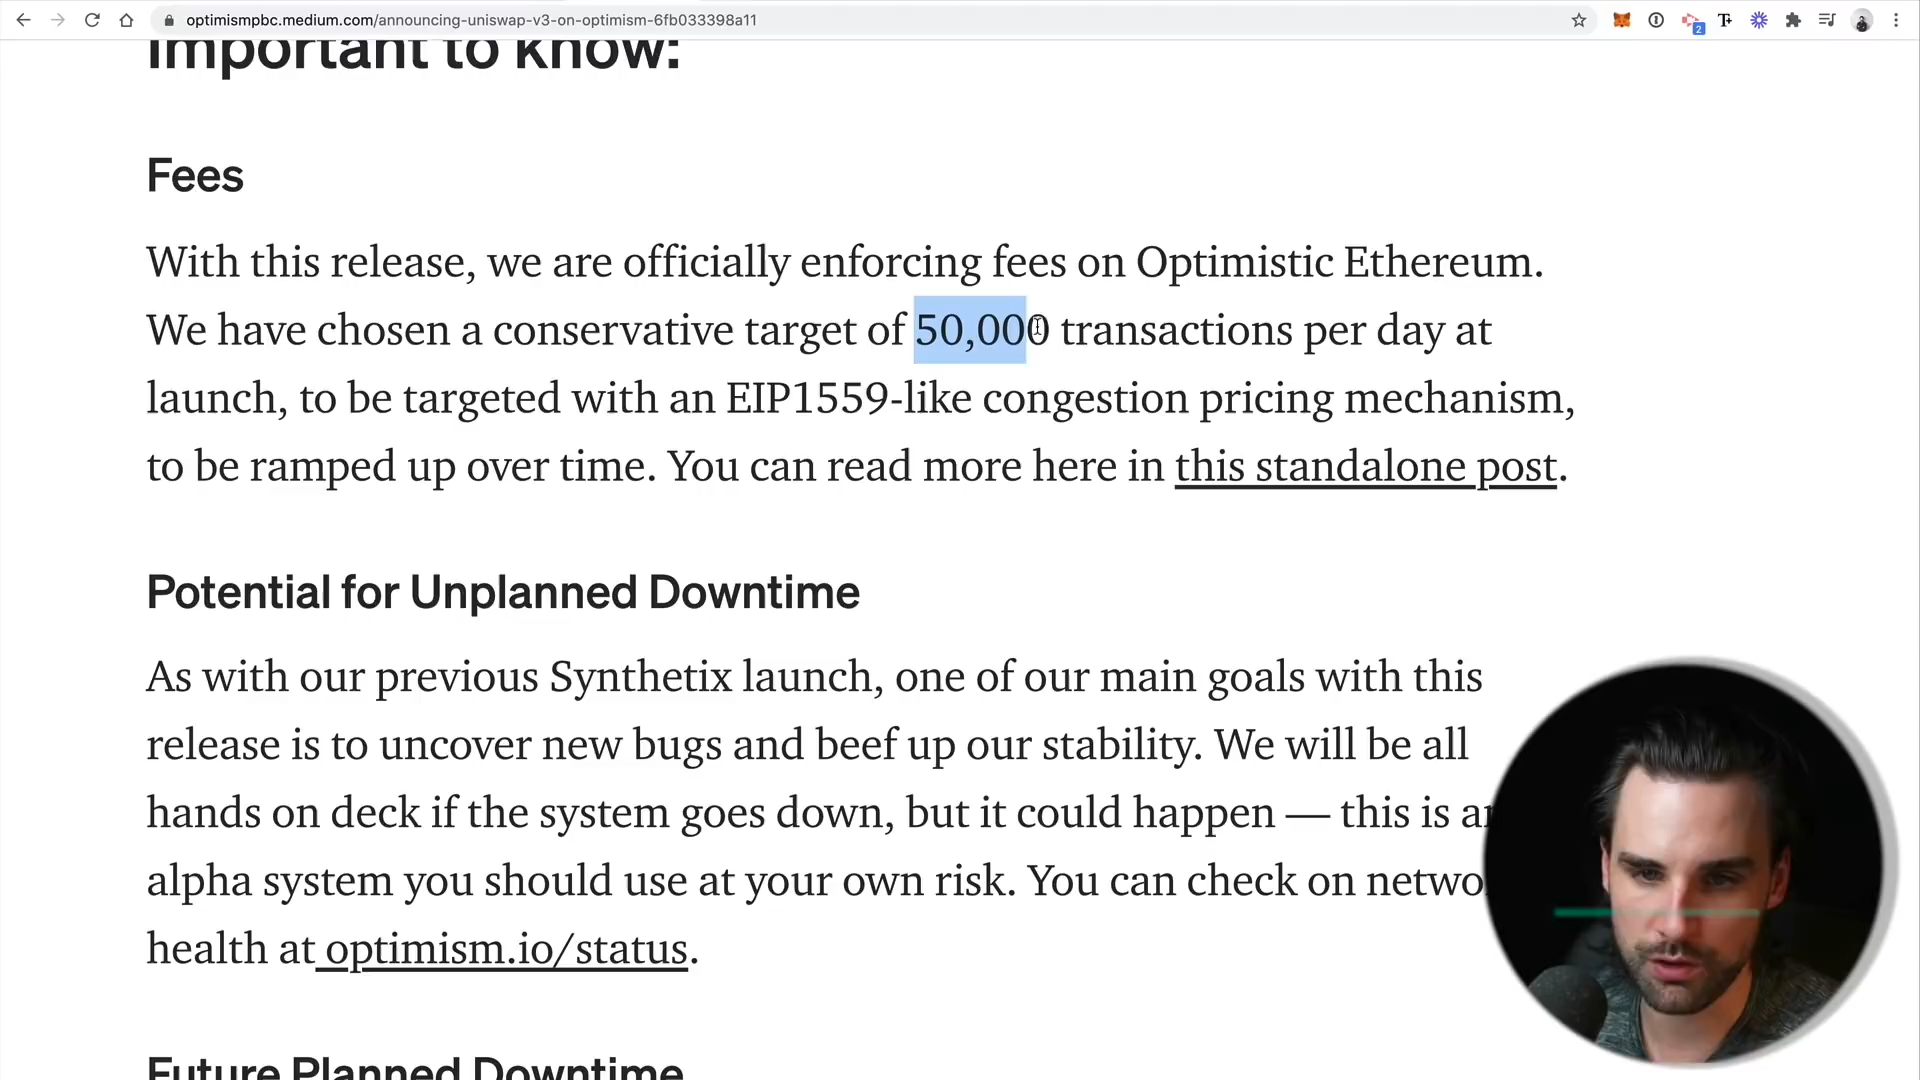 optimismpbc.medium.com/announcing-uniswap-v3-on-optimism-6fb033398a11
2
Important to know:
Fees
With this release, we are officially enforcing fees on Optimistic Ethereum.
We have chosen a conservative target of 50,000 transactions per day at
launch, to be targeted with an EIP1559-like congestion pricing mechanism,
to be ramped up over time. You can read more here in this standalone post.
Potential for Unplanned Downtime
As with our previous Synthetix launch, one of our main goals with this
release is to uncover new bugs and beef up our stability. We will be all
hands on deck if the system goes down, but it could happen — this is
alpha system you should use at your own risk. You can check on
health at optimism.io/status.
Future Planned Downtime